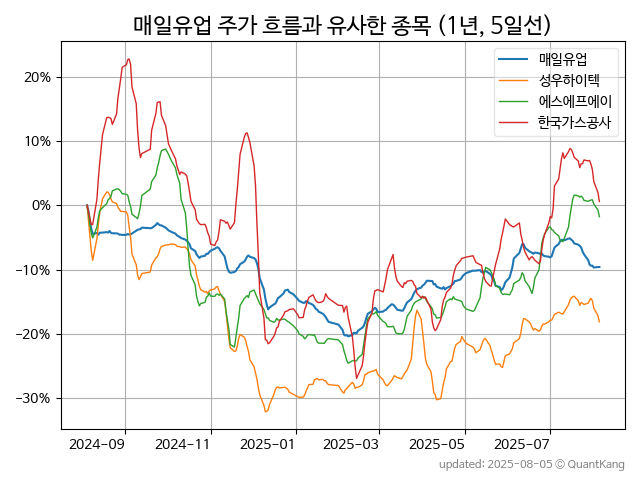 매일유업 주가 흐름과 유사한 종목 (1년, 5일선)
매일유업
성우하이텍
에스에프에이
한국가스공사
20%
10%
0%
−10%
−20%
−30%
2024-09 2024-11 2025-01 2025-03 2025-05 2025-07
updated: 2025-08-05 © QuantKang